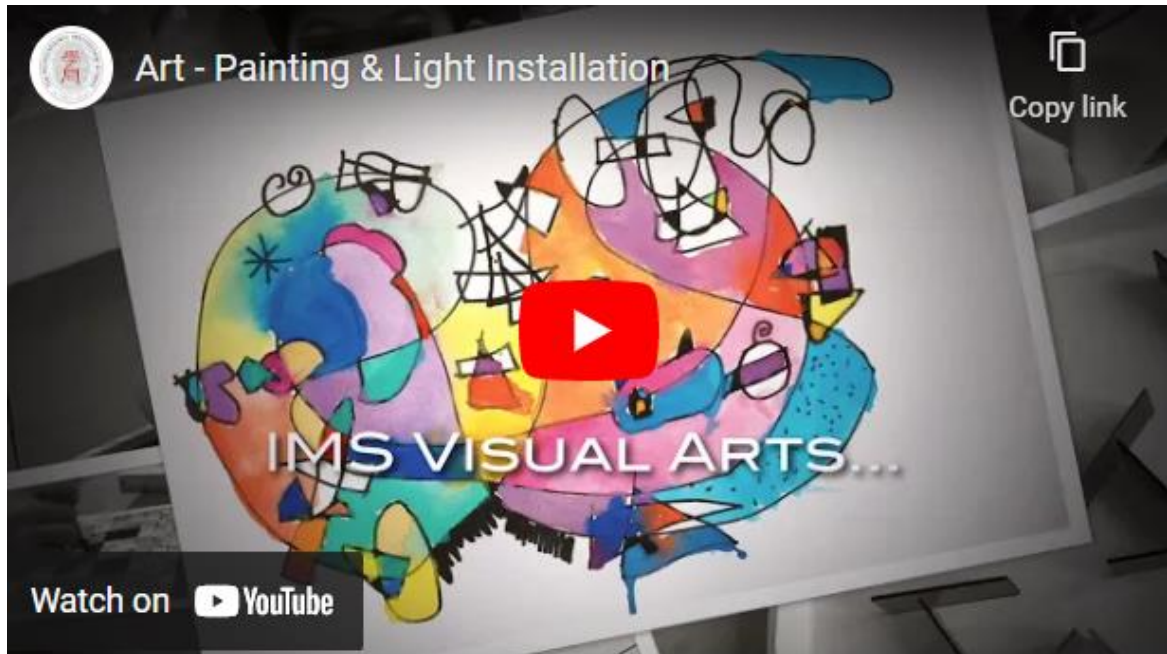 Art - Painting & Light Installation
Copy link
IMS VISUAL ARTS...
Watch on YouTube